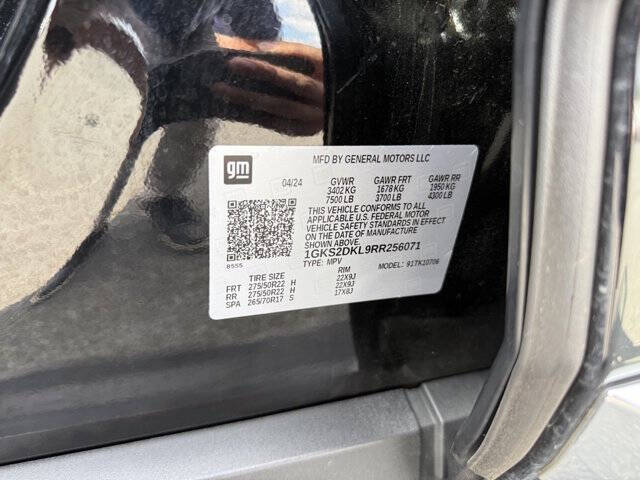 gm
MFD BY GENERAL MOTORS LLC
04/24 GVWR GAWR FRT GAWR RR
3402 KG 1678 KG 1950 KG
7500 LB 3700 LB 4300 LB
THIS VEHICLE CONFORMS TO ALL
APPLICABLE U.S. FEDERAL MOTOR
VEHICLE SAFETY STANDARDS IN EFFECT
ON THE DATE OF MANUFACTURE
SHOWN ABOVE.
1GKS2DKL9RR256071
8555 TYPE: MPV MODEL: 91TK10706
TIRE SIZE RIM
FRT 275/50R22 H 22X9J
RR 275/50R22 H 22X9J
SPA 265/70R17 S 17X8J